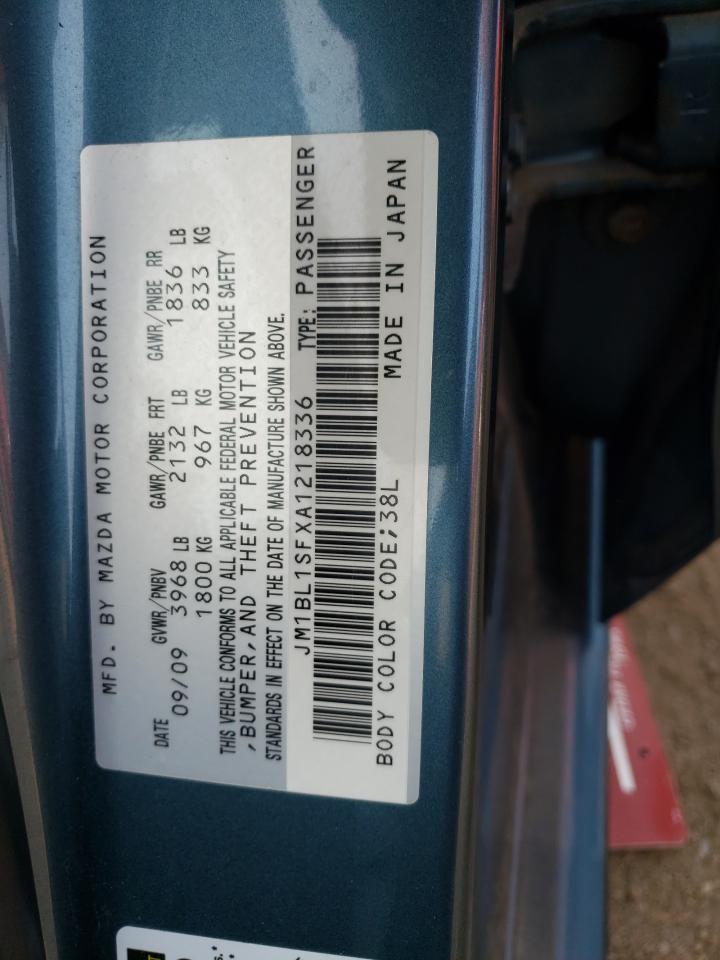 MFD. BY MAZDA MOTOR CORPORATION
DATE GVWR/PNBV GAWR/PNBE FRT GAWR/PNBE RR
09/09 3968 LB 2132 LB 1836 LB
1800 KG 967 KG 833 KG
THIS VEHICLE CONFORMS TO ALL APPLICABLE FEDERAL MOTOR VEHICLE SAFETY
,BUMPER, AND THEFT PREVENTION
STANDARDS IN EFFECT ON THE DATE OF MANUFACTURE SHOWN ABOVE.
JM1BL1SFXA1218336 TYPE: PASSENGER
BODY COLOR CODE;38L MADE IN JAPAN